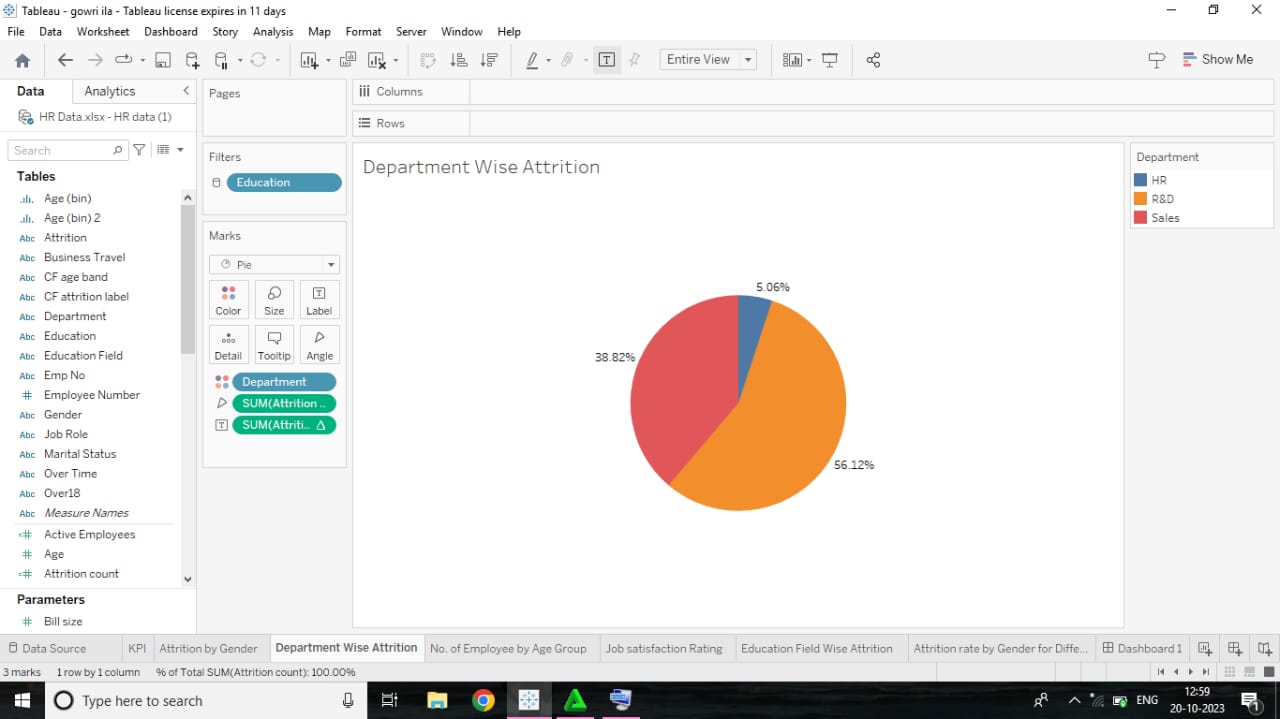 Tableau - gowri ila - Tableau license expires in 11 days
File Data Worksheet Dashboard Story Analysis Map Format Server Window Help
Entire View
Show Me
Data Analytics
HR Data.xlsx - HR data (1)
Search
Tables
Age (bin)
Age (bin) 2
Abc Attrition
Abc Business Travel
Abc CF age band
Abc CF attrition label
Abc Department
Abc Education
Abc Education Field
Abc Emp No
# Employee Number
Abc Gender
Abc Job Role
Abc Marital Status
Abc Over Time
Abc Over18
Abc Measure Names
=# Active Employees
# Age
=# Attrition count
Parameters
# Bill size
Pages
Filters
Education
Marks
Pie
Color Size Label
Detail Tooltip Angle
Department
SUM(Attrition ..
SUM(Attriti.. Δ
Columns
Rows
Department Wise Attrition
5.06%
38.82%
56.12%
Department
HR
R&D
Sales
Data Source KPI Attrition by Gender Department Wise Attrition No. of Employee by Age Group Job satisfaction Rating Education Field Wise Attrition Attrition rate by Gender for Diffe... Dashboard 1
3 marks 1 row by 1 column % of Total SUM(Attrition count): 100.00%
Type here to search
ENG
12:59
20-10-2023
1